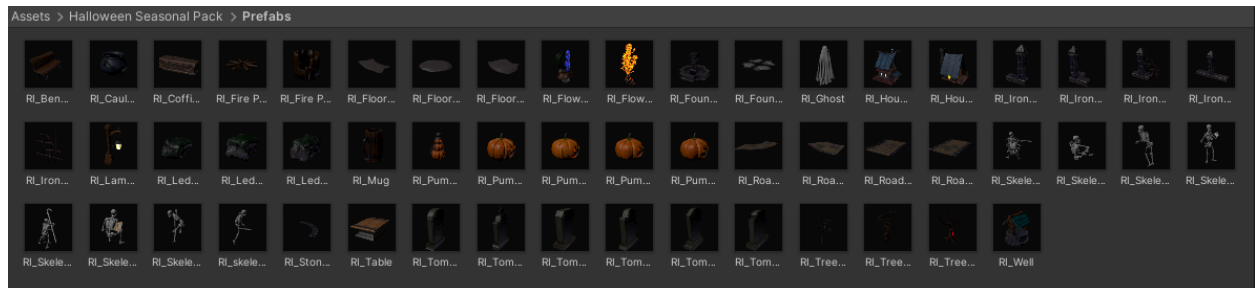 Assets > Halloween Seasonal Pack > Prefabs
RI_Ben... RI_Caul... RI_Coffi... RI_Fire P... RI_Fire P... RI_Floor... RI_Floor... RI_Floor... RI_Flow... RI_Flow... RI_Foun... RI_Foun... RI_Ghost RI_Hou... RI_Hou... RI_Iron... RI_Iron... RI_Iron... RI_Iron...
RI_Iron... RI_Lam... RI_Led... RI_Led... RI_Led... RI_Mug RI_Pum... RI_Pum... RI_Pum... RI_Pum... RI_Pum... RI_Roa... RI_Roa... RI_Road... RI_Roa... RI_Skele... RI_Skele... RI_Skele... RI_Skele...
RI_Skele... RI_Skele... RI_Skele... RI_skele... RI_Ston... RI_Table RI_Tom... RI_Tom... RI_Tom... RI_Tom... RI_Tom... RI_Tom... RI_Tree... RI_Tree... RI_Tree... RI_Well